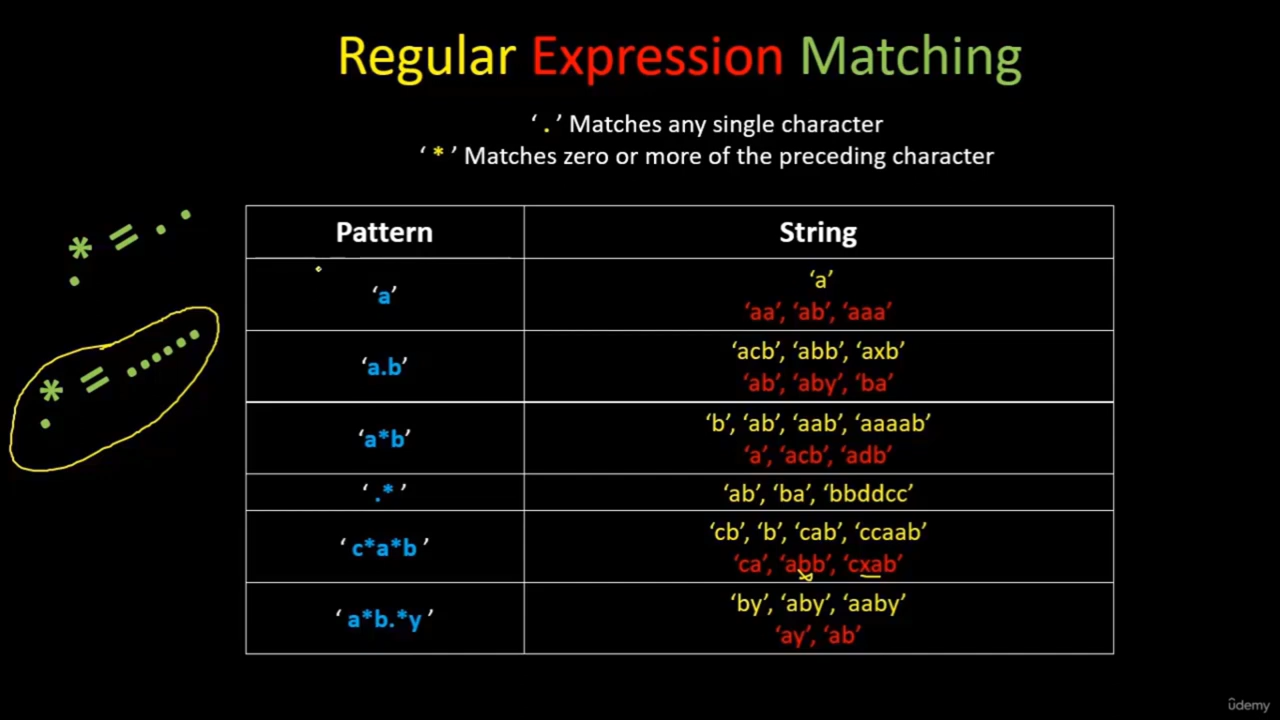 Regular Expression Matching
‘ . ’ Matches any single character
‘ * ’ Matches zero or more of the preceding character
* = . .
.
* = ......
.
Pattern String
‘a’
‘a’
‘aa’, ‘ab’, ‘aaa’
‘a.b’
‘acb’, ‘abb’, ‘axb’
‘ab’, ‘aby’, ‘ba’
‘a*b’
‘b’, ‘ab’, ‘aab’, ‘aaaab’
‘a’, ‘acb’, ‘adb’
‘ .* ’
‘ab’, ‘ba’, ‘bbddcc’
‘ c*a*b ’
‘cb’, ‘b’, ‘cab’, ‘ccaab’
‘ca’, ‘abb’, ‘cxab’
‘ a*b.*y ’
‘by’, ‘aby’, ‘aaby’
‘ay’, ‘ab’
ûdemy